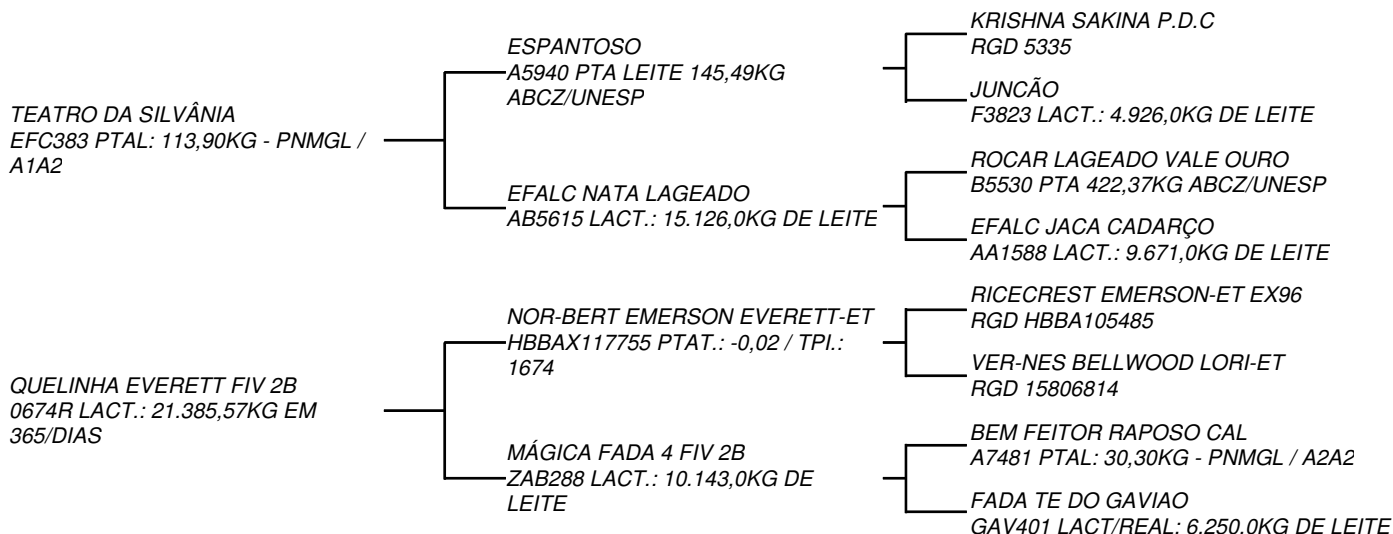 TEATRO DA SILVÂNIA
EFC383 PTAL: 113,90KG - PNMGL /
A1A2
ESPANTOSO
A5940 PTA LEITE 145,49KG
ABCZ/UNESP
KRISHNA SAKINA P.D.C
RGD 5335
JUNCÃO
F3823 LACT.: 4.926,0KG DE LEITE
EFALC NATA LAGEADO
AB5615 LACT.: 15.126,0KG DE LEITE
ROCAR LAGEADO VALE OURO
B5530 PTA 422,37KG ABCZ/UNESP
EFALC JACA CADARÇO
AA1588 LACT.: 9.671,0KG DE LEITE
QUELINHA EVERETT FIV 2B
0674R LACT.: 21.385,57KG EM
365/DIAS
NOR-BERT EMERSON EVERETT-ET
HBBAX117755 PTAT.: -0,02 / TPI.:
1674
RICECREST EMERSON-ET EX96
RGD HBBA105485
VER-NES BELLWOOD LORI-ET
RGD 15806814
MÁGICA FADA 4 FIV 2B
ZAB288 LACT.: 10.143,0KG DE
LEITE
BEM FEITOR RAPOSO CAL
A7481 PTAL: 30,30KG - PNMGL / A2A2
FADA TE DO GAVIAO
GAV401 LACT/REAL: 6.250,0KG DE LEITE